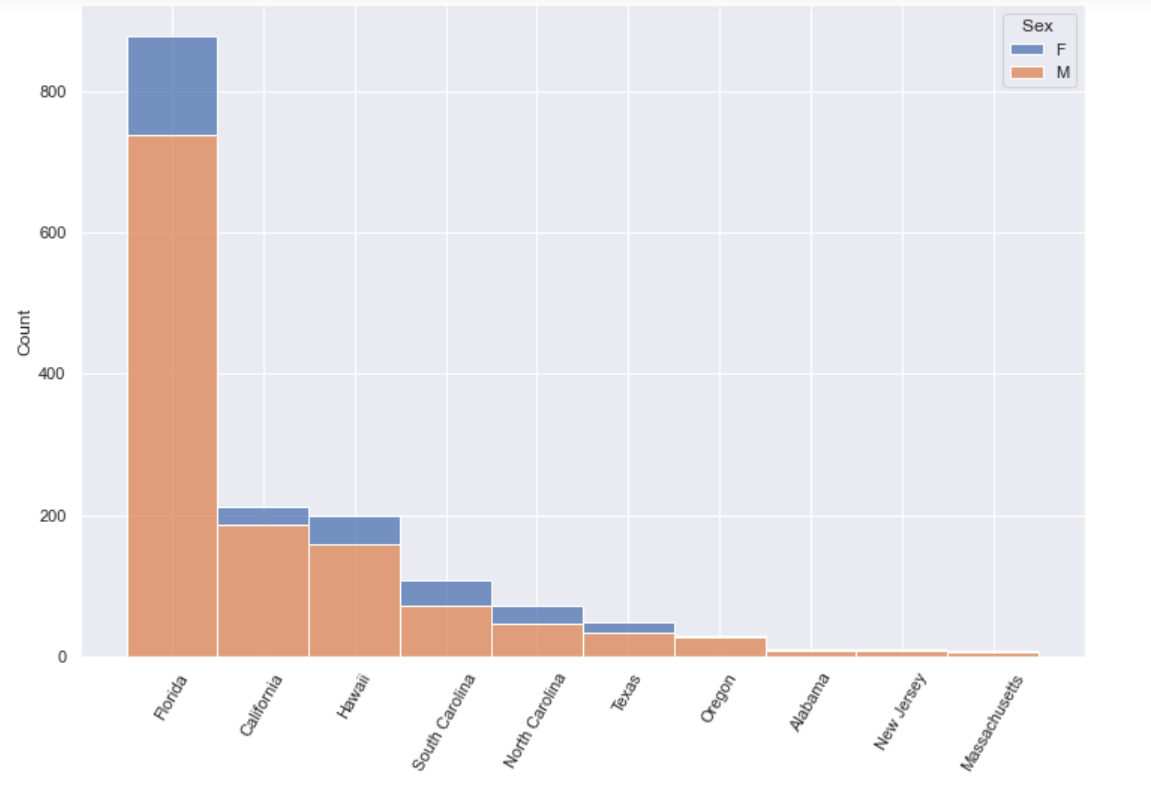 Sex
F
M
800
600
400
200
0
Count
Florida
California
Hawaii
South Carolina
North Carolina
Texas
Oregon
Alabama
New Jersey
Massachusetts